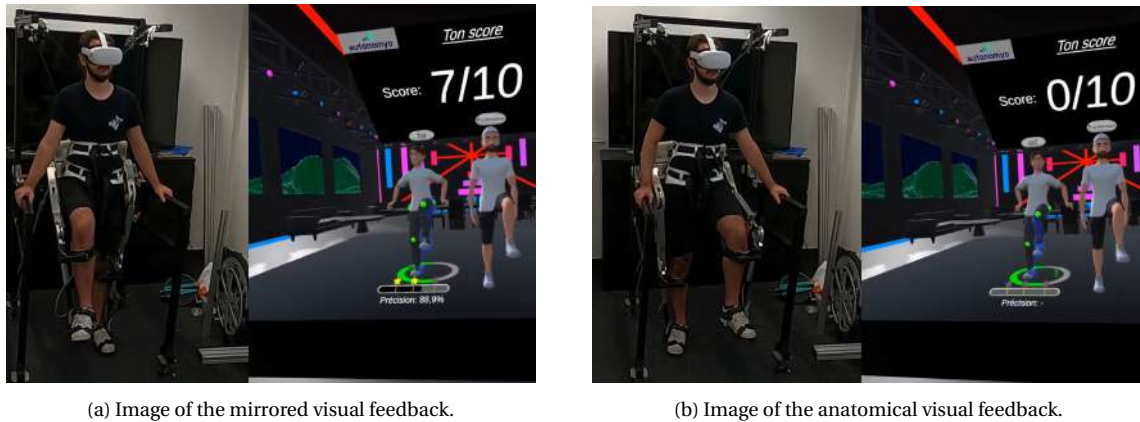 autonomyo
Ton score
Score: 7/10
Toi
Précision: 88,9%
autonomyo
Ton score
Score: 0/10
Précision: -
(a) Image of the mirrored visual feedback.
(b) Image of the anatomical visual feedback.